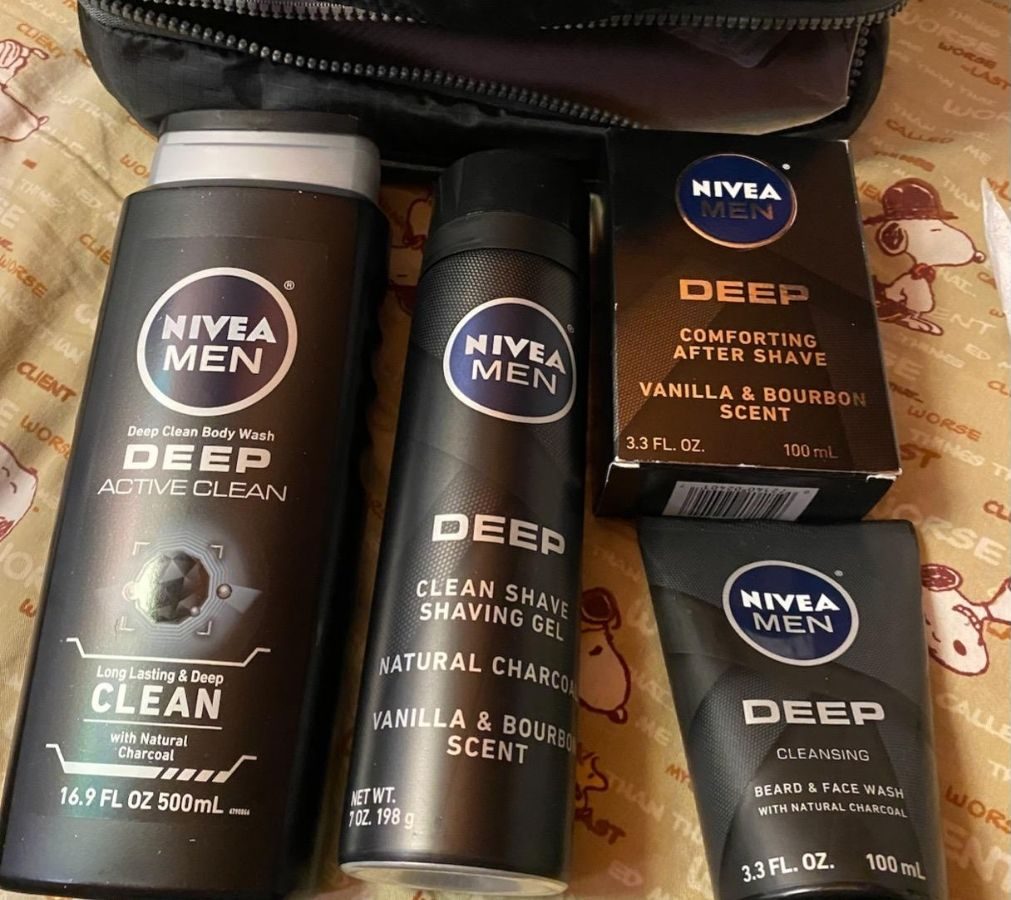 NIVEA
MEN
Deep Clean Body Wash
DEEP
ACTIVE CLEAN
Long Lasting & Deep
CLEAN
with Natural
Charcoal
16.9 FL OZ 500mL
NIVEA
MEN
DEEP
CLEAN SHAVE
SHAVING GEL
NATURAL CHARCOA
VANILLA & BOURBO
SCENT
NET WT.
7 OZ. 198 g
NIVEA
MEN
DEEP
COMFORTING
AFTER SHAVE
VANILLA & BOURBON
SCENT
3.3 FL. OZ. 100 mL
NIVEA
MEN
DEEP
CLEANSING
BEARD & FACE WASH
WITH NATURAL CHARCOAL
3.3 FL. OZ. 100 mL
CLIENT
WORSE